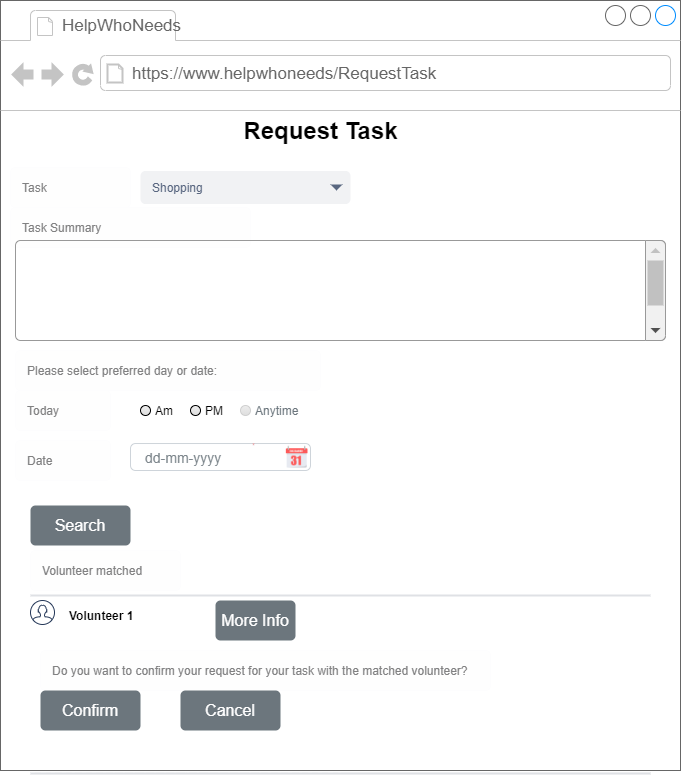 HelpWhoNeeds
https://www.helpwhoneeds/RequestTask
Request Task
Task Shopping
Task Summary
Please select preferred day or date:
Today Am PM Anytime
Date dd-mm-yyyy 31
Search
Volunteer matched
Volunteer 1 More Info
Do you want to confirm your request for your task with the matched volunteer?
Confirm Cancel